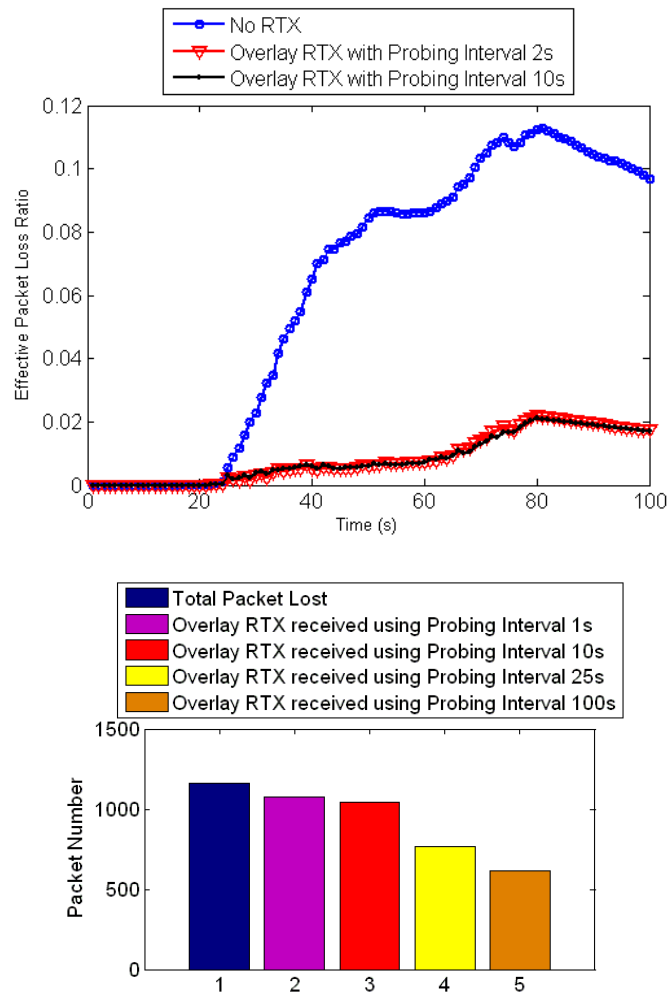 No RTX
Overlay RTX with Probing Interval 2s
Overlay RTX with Probing Interval 10s
0.12
0.1
0.08
0.06
0.04
0.02
0
Effective Packet Loss Ratio
0 20 40 60 80 100
Time (s)
Total Packet Lost
Overlay RTX received using Probing Interval 1s
Overlay RTX received using Probing Interval 10s
Overlay RTX received using Probing Interval 25s
Overlay RTX received using Probing Interval 100s
1500
1000
500
0
Packet Number
1 2 3 4 5